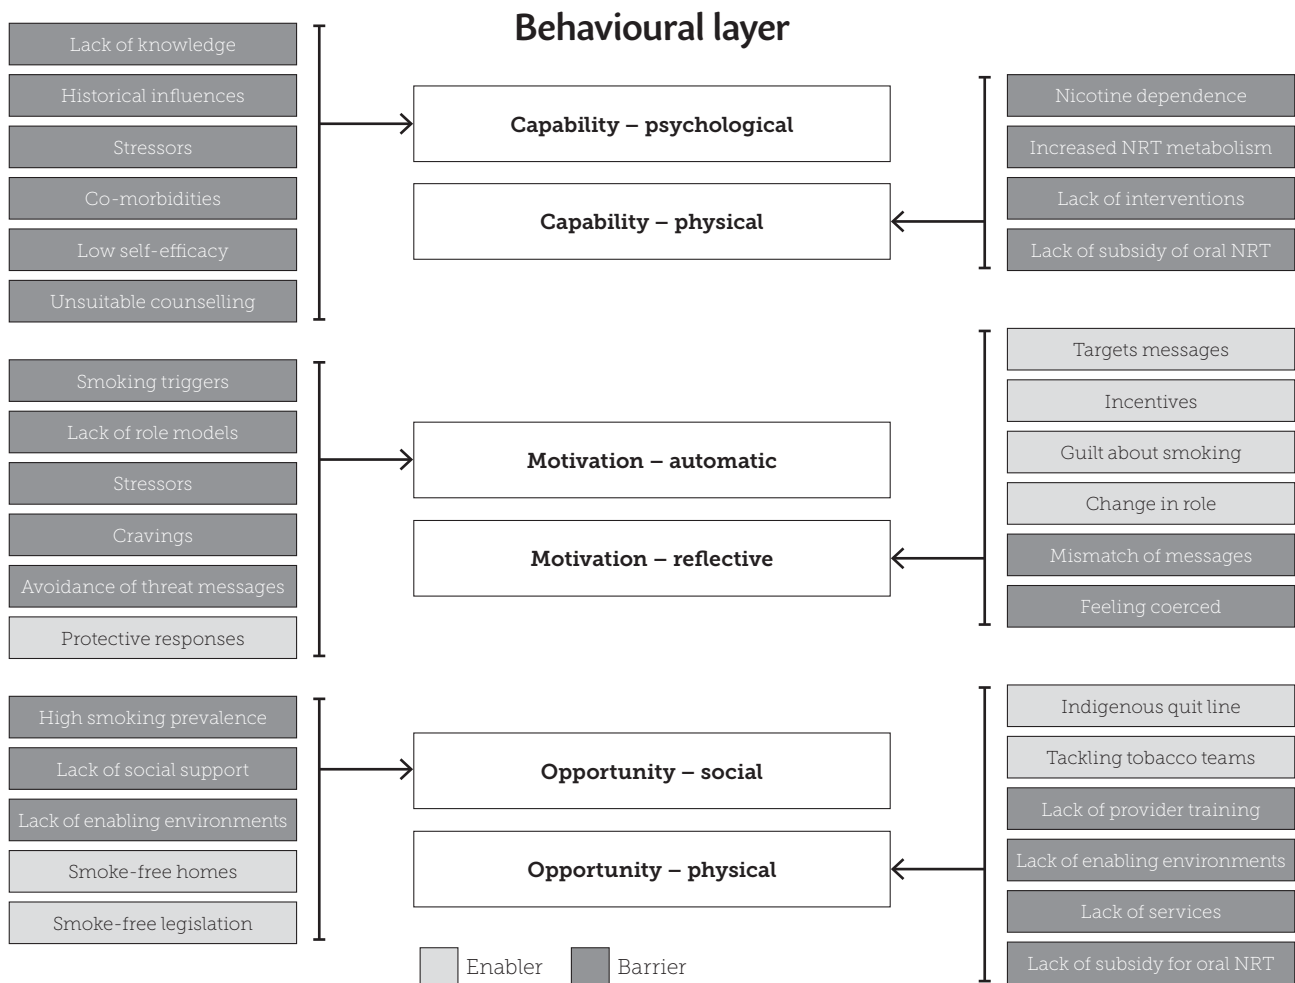 Behavioural layer
Lack of knowledge
Historical influences
Stressors
Co-morbidities
Low self-efficacy
Unsuitable counselling
Capability – psychological
Capability – physical
Nicotine dependence
Increased NRT metabolism
Lack of interventions
Lack of subsidy of oral NRT
Smoking triggers
Lack of role models
Stressors
Cravings
Avoidance of threat messages
Protective responses
Motivation – automatic
Motivation – reflective
Targets messages
Incentives
Guilt about smoking
Change in role
Mismatch of messages
Feeling coerced
High smoking prevalence
Lack of social support
Lack of enabling environments
Smoke-free homes
Smoke-free legislation
Opportunity – social
Opportunity – physical
Indigenous quit line
Tackling tobacco teams
Lack of provider training
Lack of enabling environments
Lack of services
Lack of subsidy for oral NRT
Enabler
Barrier